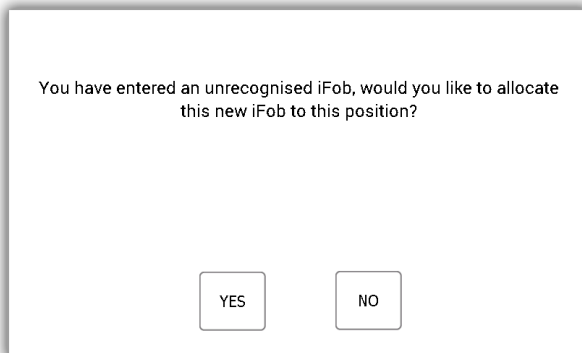 You have entered an unrecognised iFob, would you like to allocate
this new iFob to this position?
YES NO